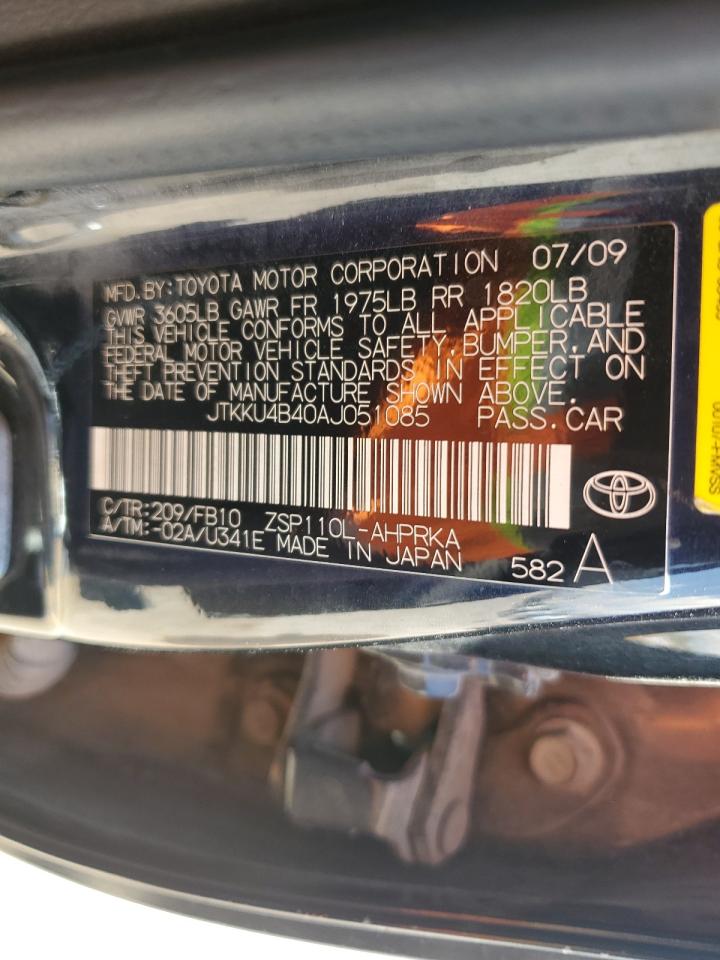 MFD.BY:TOYOTA MOTOR CORPORATION 07/09
GVWR 3605LB GAWR FR 1975LB RR 1820LB
THIS VEHICLE CONFORMS TO ALL APPLICABLE
FEDERAL MOTOR VEHICLE SAFETY,BUMPER,AND
THEFT PREVENTION STANDARDS IN EFFECT ON
THE DATE OF MANUFACTURE SHOWN ABOVE.
JTKKU4B40AJ051085 PASS.CAR
C/TR:209/FB10 ZSP110L-AHPRKA
A/TM:-02A/U341E MADE IN JAPAN
582 A